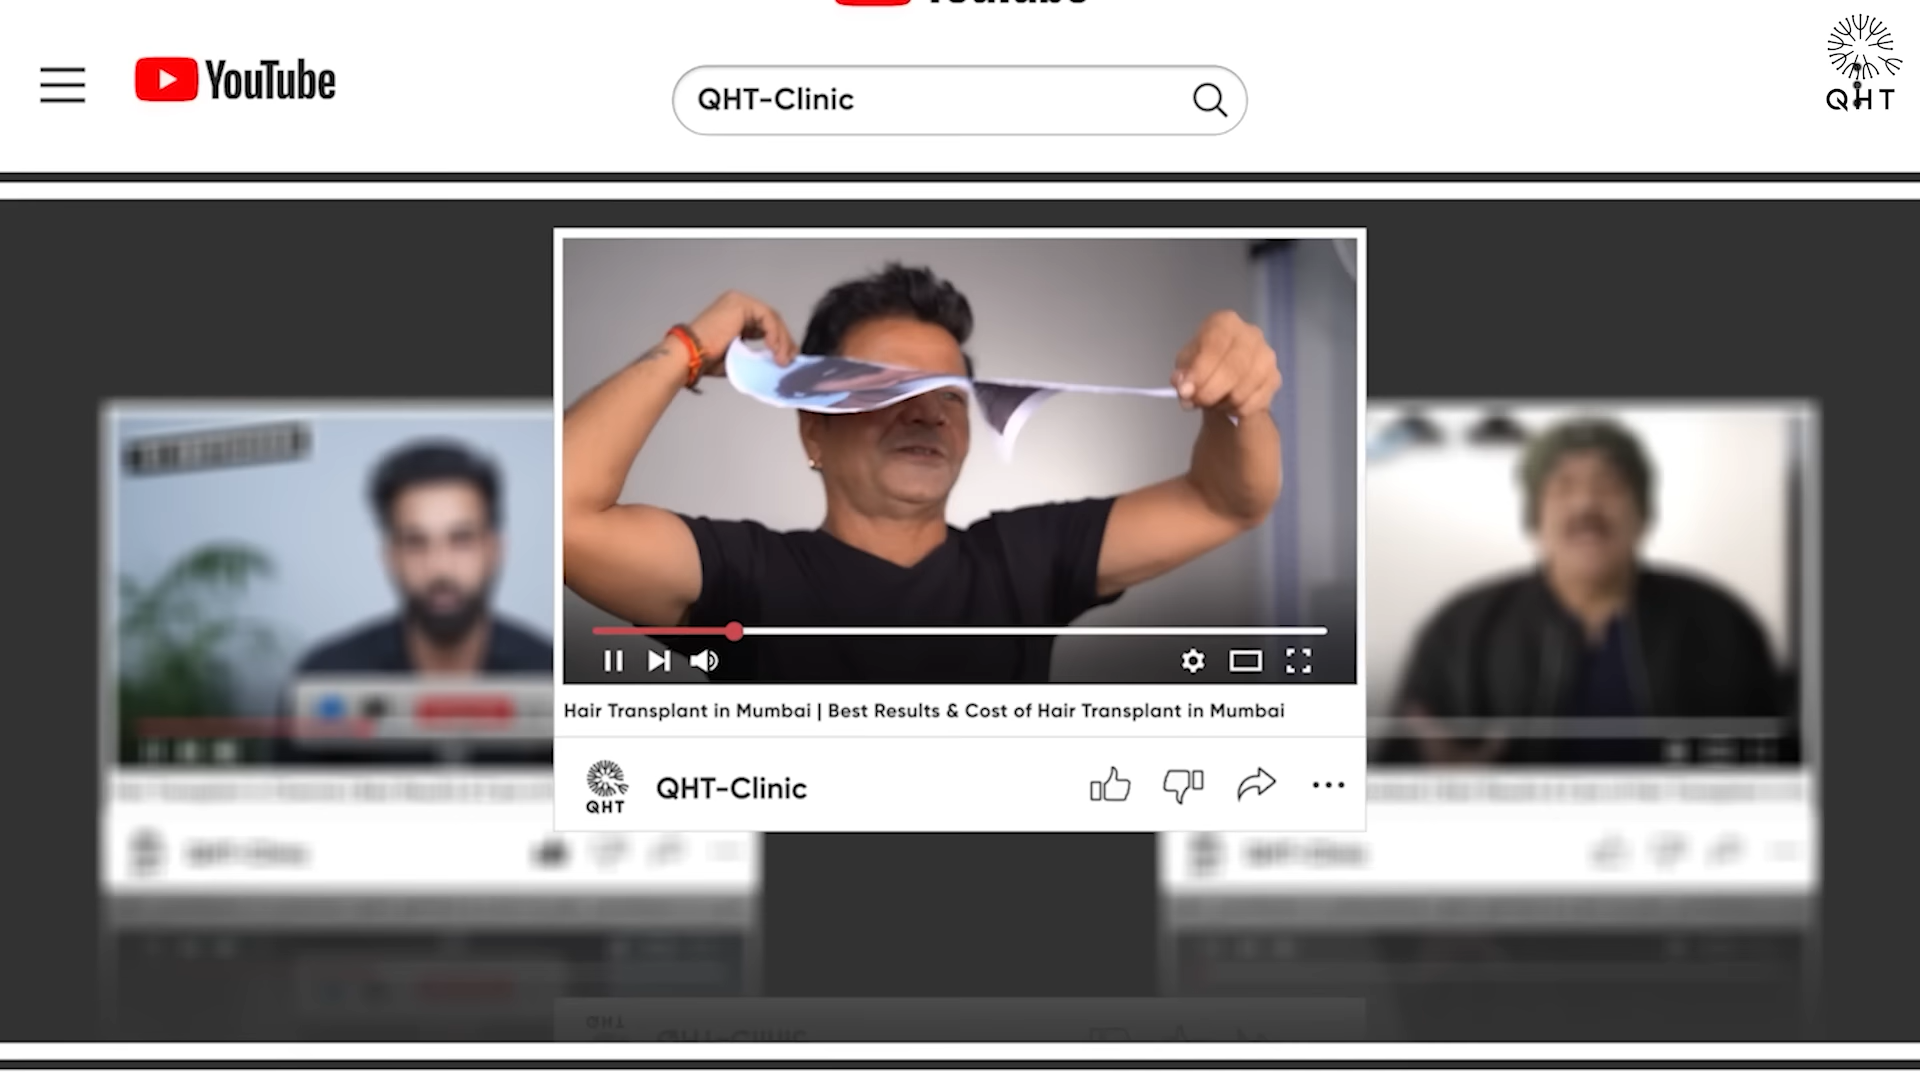 YouTube
YouTube
QHT-Clinic
QHT
Hair Transplant in Mumbai | Best Results & Cost of Hair Transplant in Mumbai
QHT
QHT-Clinic